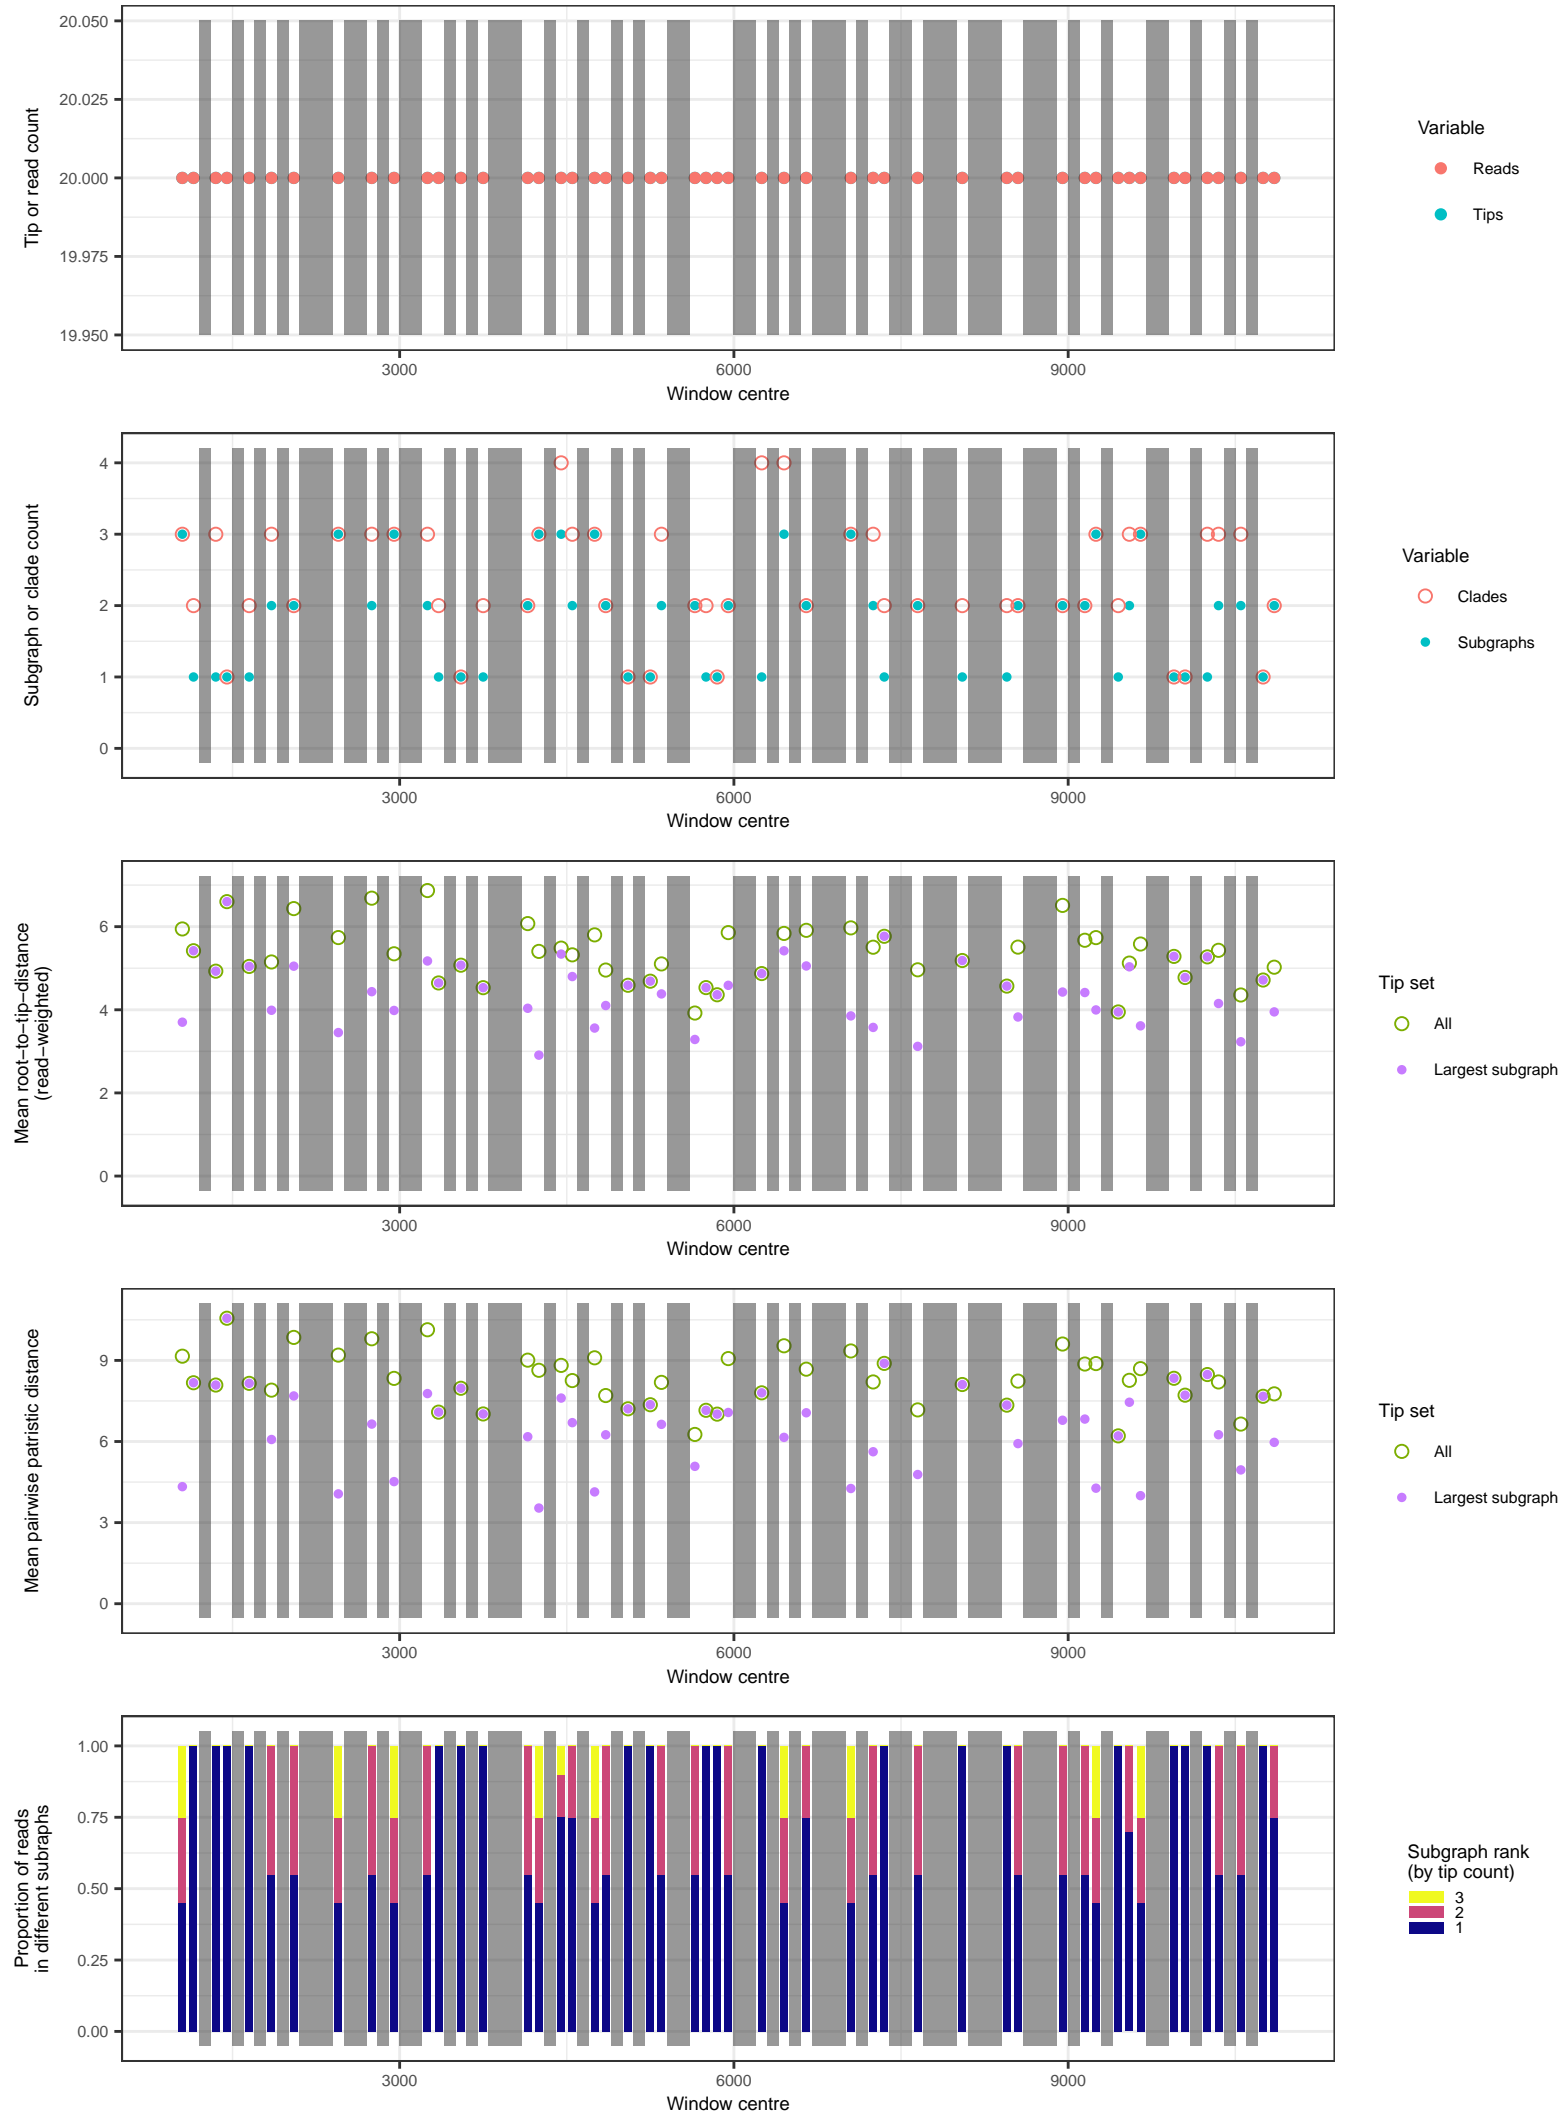 20.050
20.025
20.000
19.975
19.950
Tip or read count
3000
6000
9000
Window centre
Variable
Reads
Tips
4
3
2
1
0
Subgraph or clade count
3000
6000
9000
Window centre
Variable
Clades
Subgraphs
6
4
2
0
Mean root−to−tip−distance
(read−weighted)
3000
6000
9000
Window centre
Tip set
All
Largest subgraph
9
6
3
0
Mean pairwise patristic distance
3000
6000
9000
Window centre
Tip set
All
Largest subgraph
1.00
0.75
0.50
0.25
0.00
Proportion of reads
in different subraphs
3000
6000
9000
Window centre
Subgraph rank
(by tip count)
3
2
1